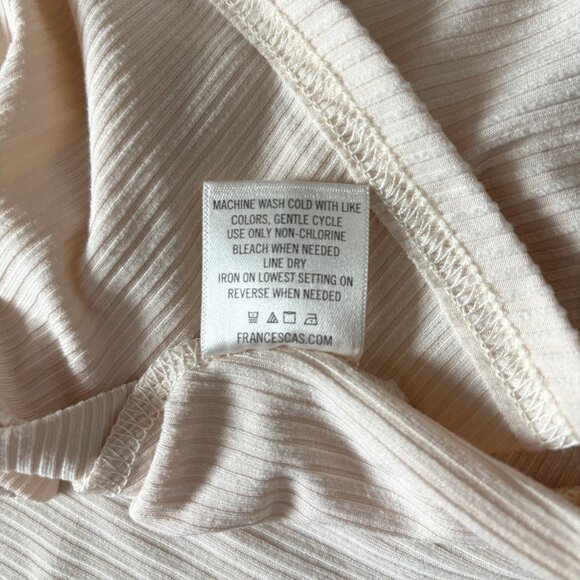 MACHINE WASH COLD WITH LIKE
COLORS, GENTLE CYCLE
USE ONLY NON-CHLORINE
BLEACH WHEN NEEDED
LINE DRY
IRON ON LOWEST SETTING ON
REVERSE WHEN NEEDED
FRANCESCAS.COM